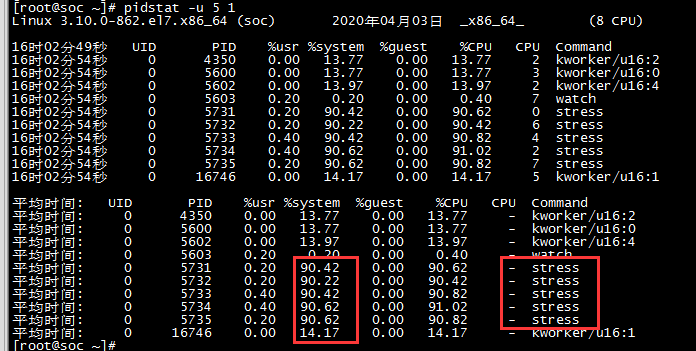 [root@soc ~]# pidstat -u 5 1
Linux 3.10.0-862.el7.x86_64 (soc) 2020年04月03日 _x86_64_ (8 CPU)
16时02分49秒 UID PID %usr %system %guest %CPU CPU Command
16时02分54秒 0 4350 0.00 13.77 0.00 13.77 2 kworker/u16:2
16时02分54秒 0 5600 0.00 13.77 0.00 13.77 3 kworker/u16:0
16时02分54秒 0 5602 0.00 13.97 0.00 13.97 2 kworker/u16:4
16时02分54秒 0 5603 0.20 0.20 0.00 0.40 7 watch
16时02分54秒 0 5731 0.20 90.42 0.00 90.62 0 stress
16时02分54秒 0 5732 0.20 90.22 0.00 90.42 6 stress
16时02分54秒 0 5733 0.40 90.42 0.00 90.82 4 stress
16时02分54秒 0 5734 0.40 90.62 0.00 91.02 2 stress
16时02分54秒 0 5735 0.20 90.62 0.00 90.82 7 stress
16时02分54秒 0 16746 0.00 14.17 0.00 14.17 5 kworker/u16:1
平均时间: UID PID %usr %system %guest %CPU CPU Command
平均时间: 0 4350 0.00 13.77 0.00 13.77 - kworker/u16:2
平均时间: 0 5600 0.00 13.77 0.00 13.77 - kworker/u16:0
平均时间: 0 5602 0.00 13.97 0.00 13.97 - kworker/u16:4
平均时间: 0 5603 0.20 0.20 0.00 0.40 - watch
平均时间: 0 5731 0.20 90.42 0.00 90.62 - stress
平均时间: 0 5732 0.20 90.22 0.00 90.42 - stress
平均时间: 0 5733 0.40 90.42 0.00 90.82 - stress
平均时间: 0 5734 0.40 90.62 0.00 91.02 - stress
平均时间: 0 5735 0.20 90.62 0.00 90.82 - stress
平均时间: 0 16746 0.00 14.17 0.00 14.17 - kworker/u16:1
[root@soc ~]#